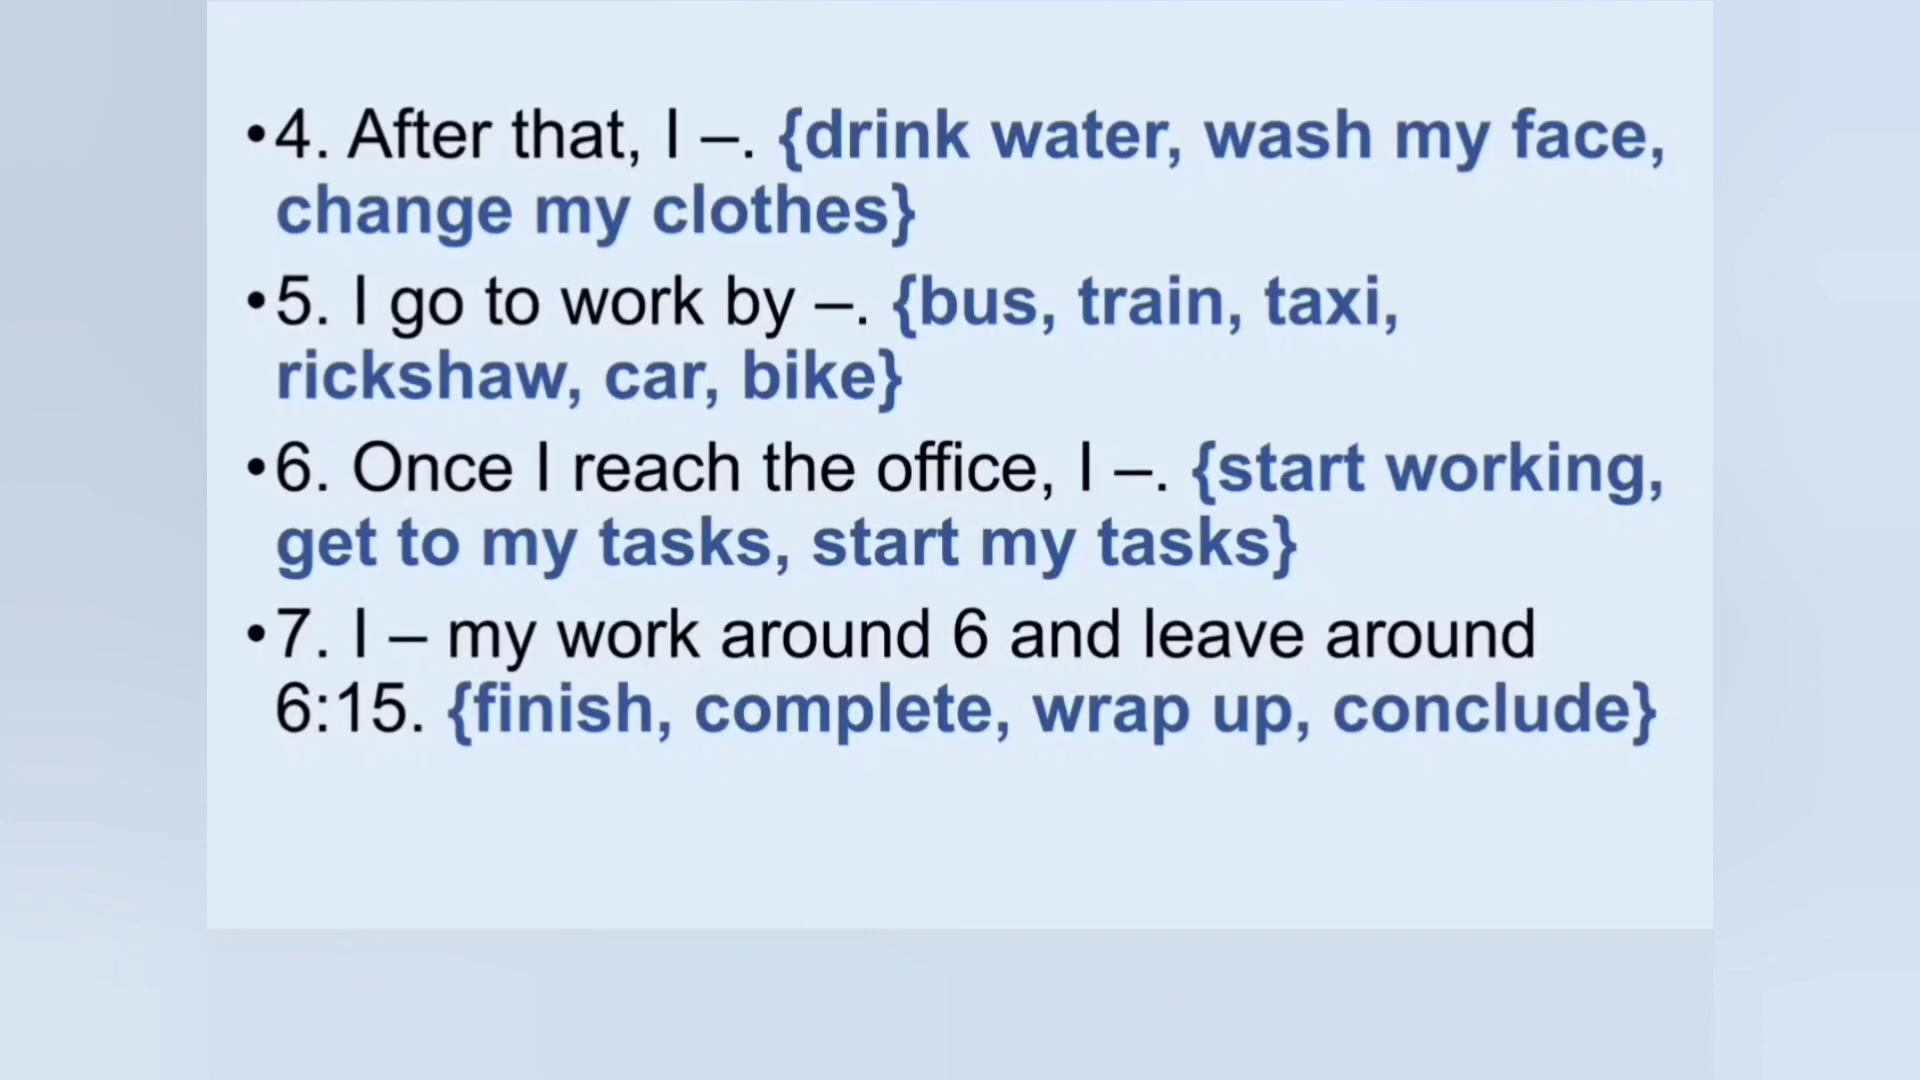 •4. After that, I –. {drink water, wash my face,
change my clothes}
•5. I go to work by –. {bus, train, taxi,
rickshaw, car, bike}
•6. Once I reach the office, I –. {start working,
get to my tasks, start my tasks}
•7. I – my work around 6 and leave around
6:15. {finish, complete, wrap up, conclude}